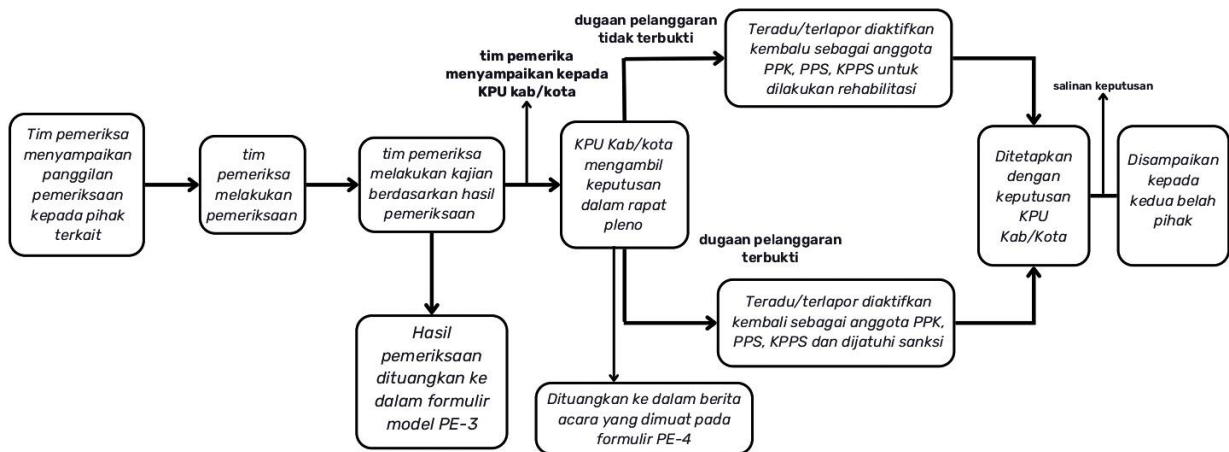 Tim pemeriksa
menyampaikan
panggilan
pemeriksaan
kepada pihak
terkait
tim
pemeriksa
melakukan
pemeriksaan
tim pemeriksa
melakukan kajian
berdasarkan hasil
pemeriksaan
Hasil
pemeriksaan
dituangkan ke
dalam formulir
model PE-3
tim pemerika
menyampaikan kepada
KPU kab/kota
KPU Kab/kota
mengambil
keputusan
dalam rapat
pleno
Dituangkan ke dalam berita
acara yang dimuat pada
formulir PE-4
dugaan pelanggaran
tidak terbukti
Teradu/terlapor diaktifkan
kembalu sebagai anggota
PPK, PPS, KPPS untuk
dilakukan rehabilitasi
dugaan pelanggaran
terbukti
Teradu/terlapor diaktifkan
kembali sebagai anggota PPK,
PPS, KPPS dan dijatuhi sanksi
Ditetapkan
dengan
keputusan
KPU
Kab/Kota
salinan keputusan
Disampaikan
kepada
kedua belah
pihak